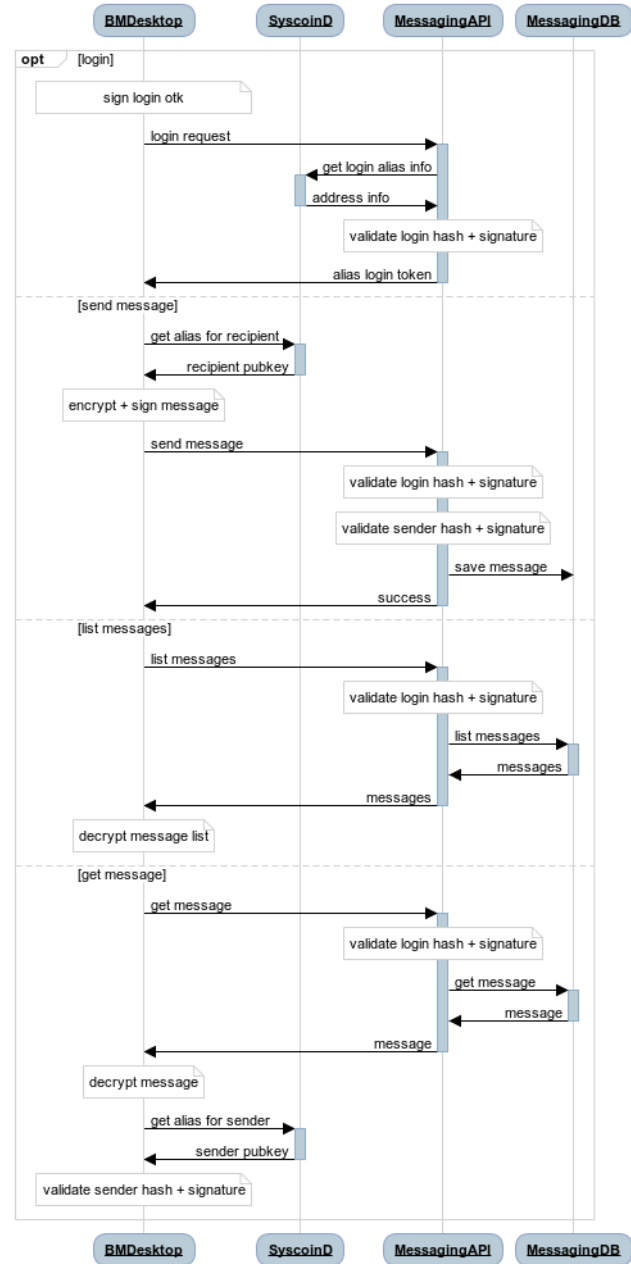 BMDesktop SyscoinD MessagingAPI MessagingDB
opt [login]
sign login otk
login request
get login alias info
address info
validate login hash + signature
alias login token
[send message]
get alias for recipient
recipient pubkey
encrypt + sign message
send message
validate login hash + signature
validate sender hash + signature
save message
success
[list messages]
list messages
validate login hash + signature
list messages
messages
messages
decrypt message list
[get message]
get message
validate login hash + signature
get message
message
message
decrypt message
get alias for sender
sender pubkey
validate sender hash + signature
BMDesktop SyscoinD MessagingAPI MessagingDB